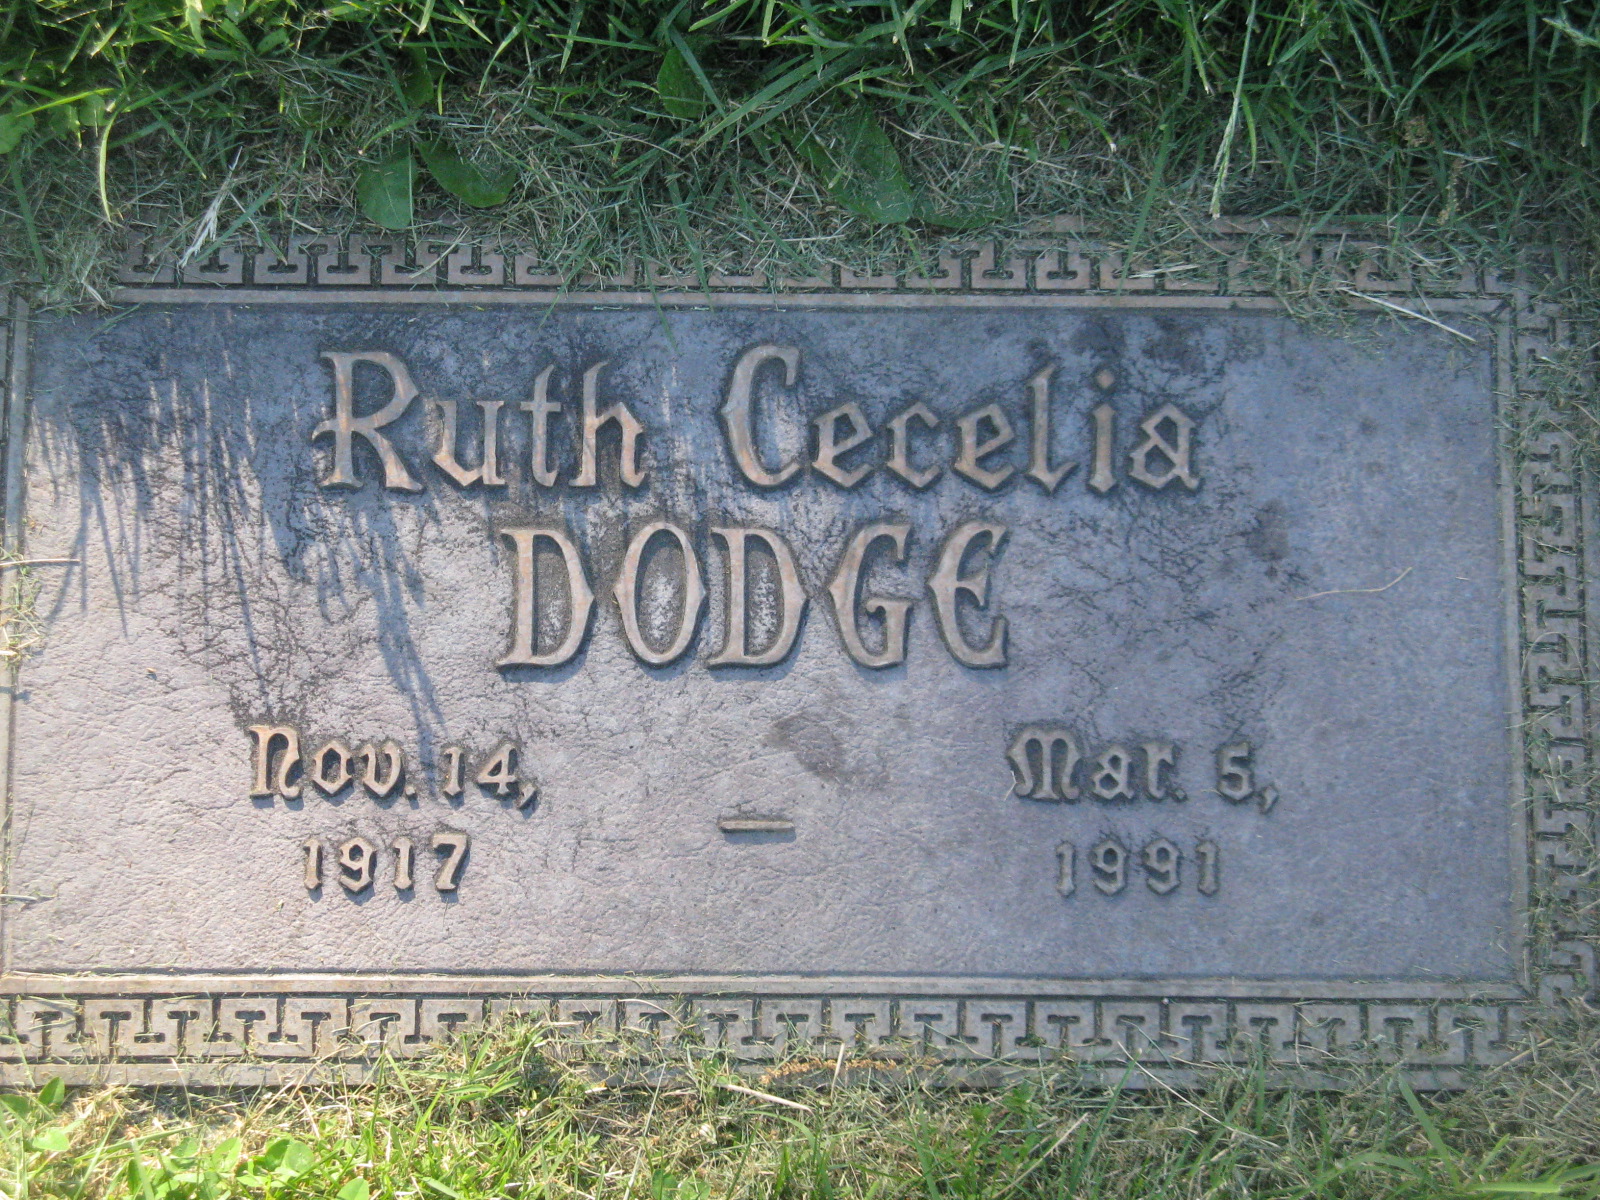 Ruth Cecelia
DODGE
Nov. 14, Mar. 5,
1917 — 1991